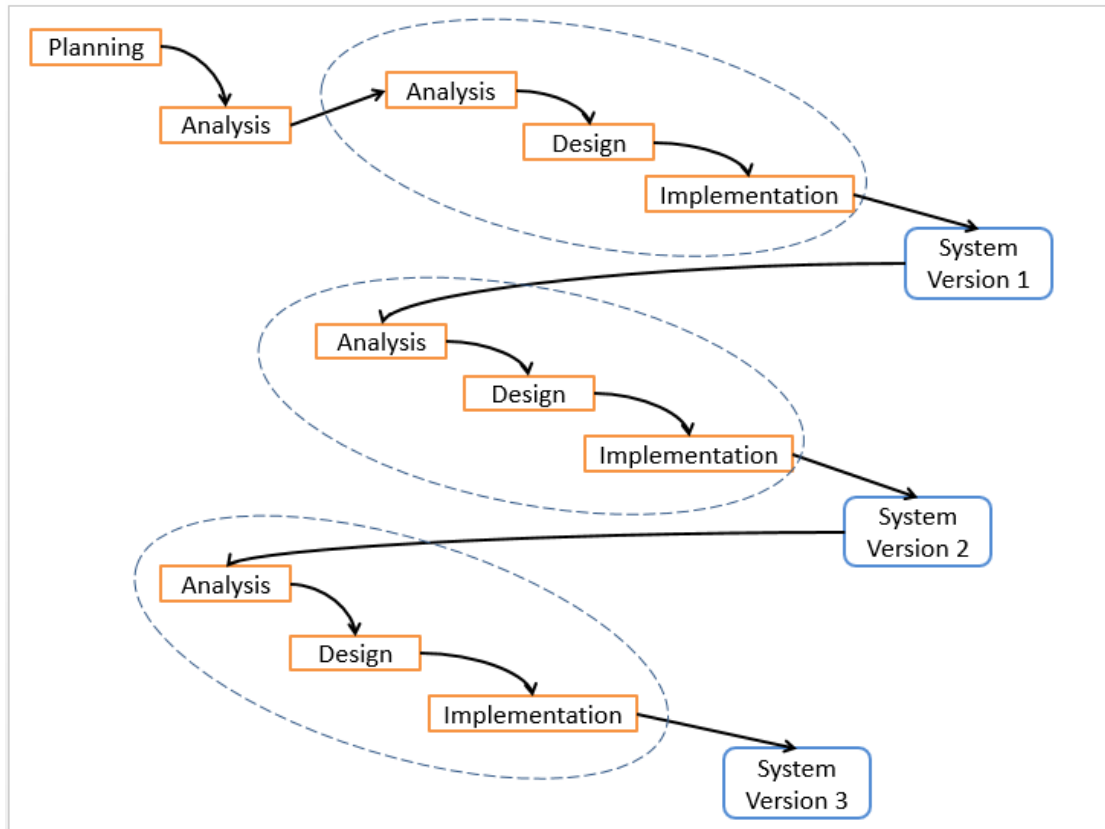 Planning
Analysis
Analysis
Design
Implementation
System
Version 1
Analysis
Design
Implementation
System
Version 2
Analysis
Design
Implementation
System
Version 3